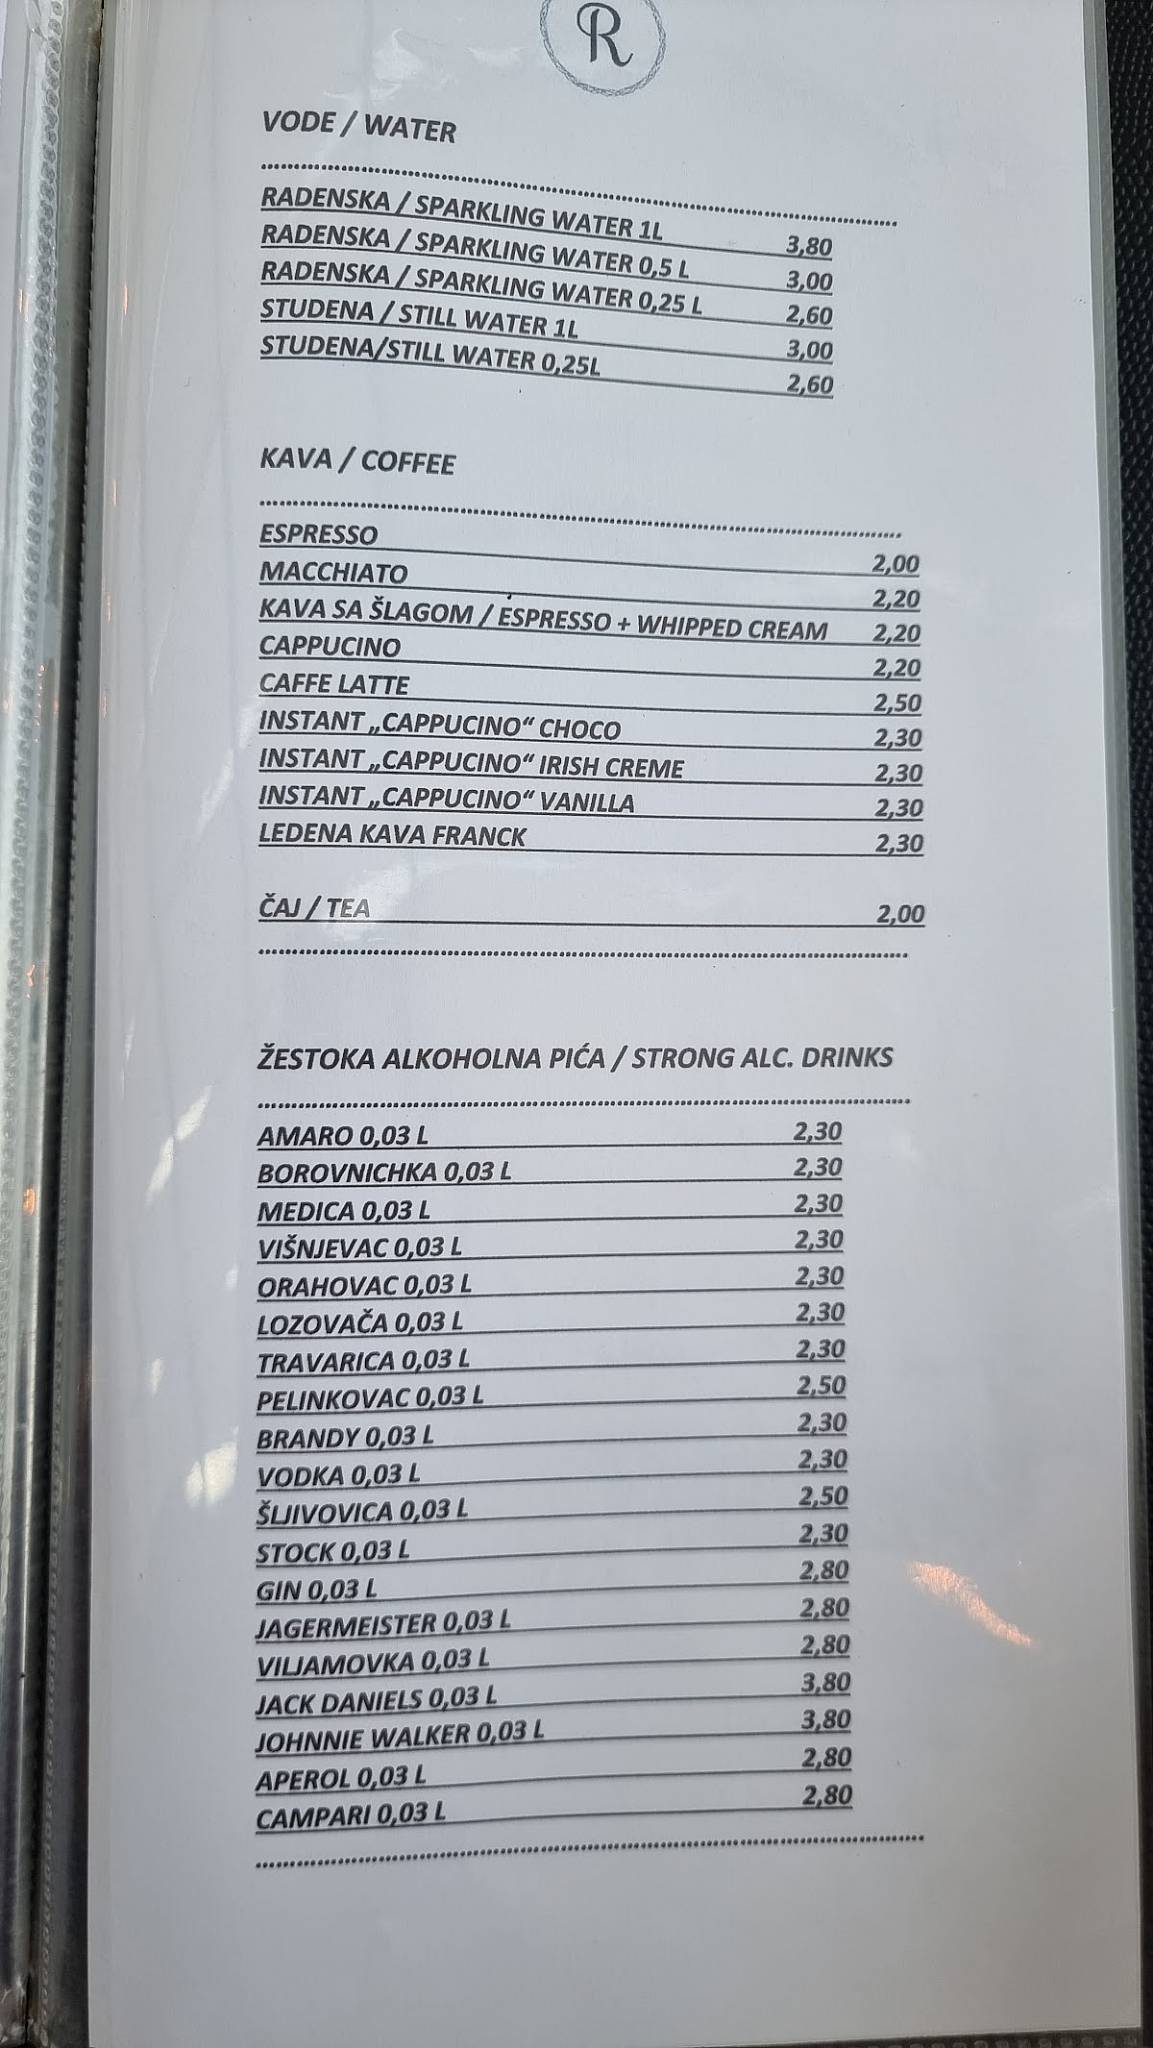 R
VODE / WATER
RADENSKA / SPARKLING WATER 1L 3,80
RADENSKA / SPARKLING WATER 0,5 L 3,00
RADENSKA / SPARKLING WATER 0,25 L 2,60
STUDENA / STILL WATER 1L 3,00
STUDENA/STILL WATER 0,25L 2,60
KAVA / COFFEE
ESPRESSO 2,00
MACCHIATO 2,20
KAVA SA ŠLAGOM / ESPRESSO + WHIPPED CREAM 2,20
CAPPUCINO 2,20
CAFFE LATTE 2,50
INSTANT „CAPPUCINO“ CHOCO 2,30
INSTANT „CAPPUCINO“ IRISH CREME 2,30
INSTANT „CAPPUCINO“ VANILLA 2,30
LEDENA KAVA FRANCK 2,30
ČAJ / TEA 2,00
ŽESTOKA ALKOHOLNA PIĆA / STRONG ALC. DRINKS
AMARO 0,03 L 2,30
BOROVNICHKA 0,03 L 2,30
MEDICA 0,03 L 2,30
VIŠNJEVAC 0,03 L 2,30
ORAHOVAC 0,03 L 2,30
LOZOVAČA 0,03 L 2,30
TRAVARICA 0,03 L 2,30
PELINKOVAC 0,03 L 2,50
BRANDY 0,03 L 2,30
VODKA 0,03 L 2,30
ŠLJIVOVICA 0,03 L 2,50
STOCK 0,03 L 2,30
GIN 0,03 L 2,80
JAGERMEISTER 0,03 L 2,80
VILJAMOVKA 0,03 L 2,80
JACK DANIELS 0,03 L 3,80
JOHNNIE WALKER 0,03 L 3,80
APEROL 0,03 L 2,80
CAMPARI 0,03 L 2,80